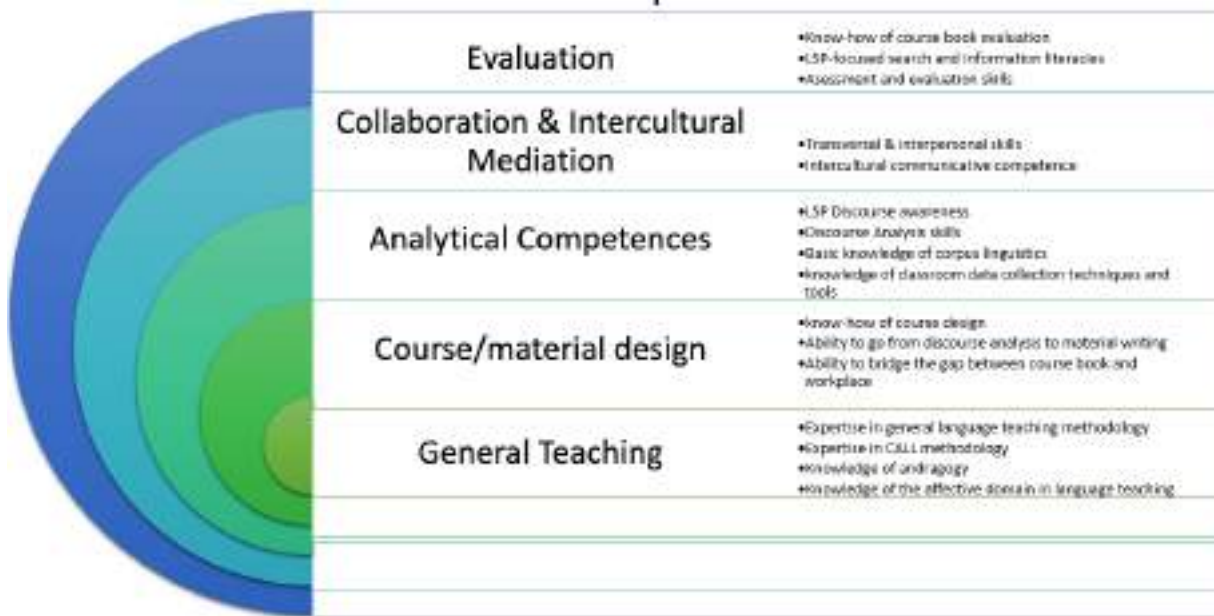 Evaluation
•Know-how of course book evaluation
•LSP-focused search and information literacies
•Asessment and evaluation skills
Collaboration & Intercultural
Mediation
•Transversal & interpersonal skills
•Intercultural communicative competence
Analytical Competences
•LSP Discourse awareness
•Discourse Analysis skills
•Basic knowledge of corpus linguistics
•knowledge of classroom data collection techniques and
tools
Course/material design
•know-how of course design
•Ability to go from discourse analysis to material writing
•Ability to bridge the gap between course book and
workplace
General Teaching
•Expertise in general language teaching methodology
•Expertise in CALL methodology
•Knowledge of andragogy
•Knowledge of the affective domain in language teaching